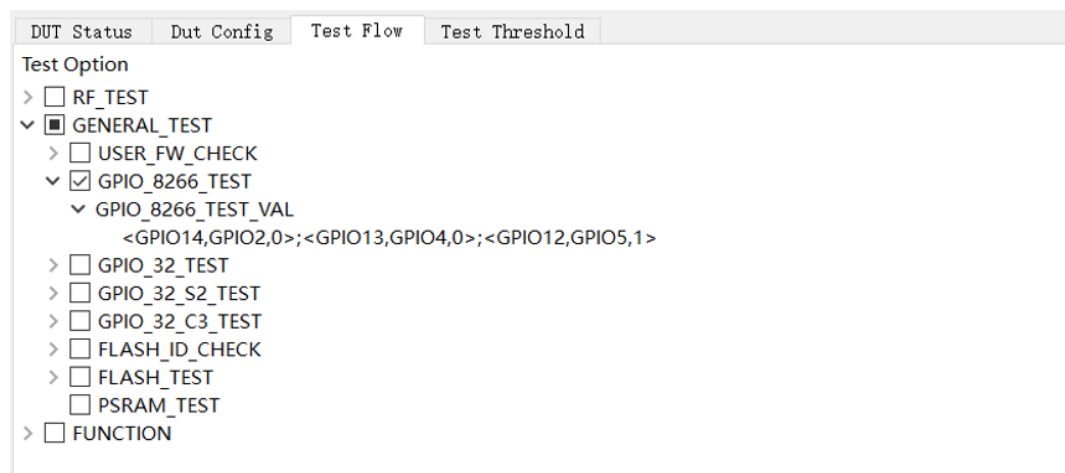 DUT Status Dut Config Test Flow Test Threshold
Test Option
RF_TEST
GENERAL_TEST
USER_FW_CHECK
GPIO_8266_TEST
GPIO_8266_TEST_VAL
<GPIO14,GPIO2,0>;<GPIO13,GPIO4,0>;<GPIO12,GPIO5,1>
GPIO_32_TEST
GPIO_32_S2_TEST
GPIO_32_C3_TEST
FLASH_ID_CHECK
FLASH_TEST
PSRAM_TEST
FUNCTION